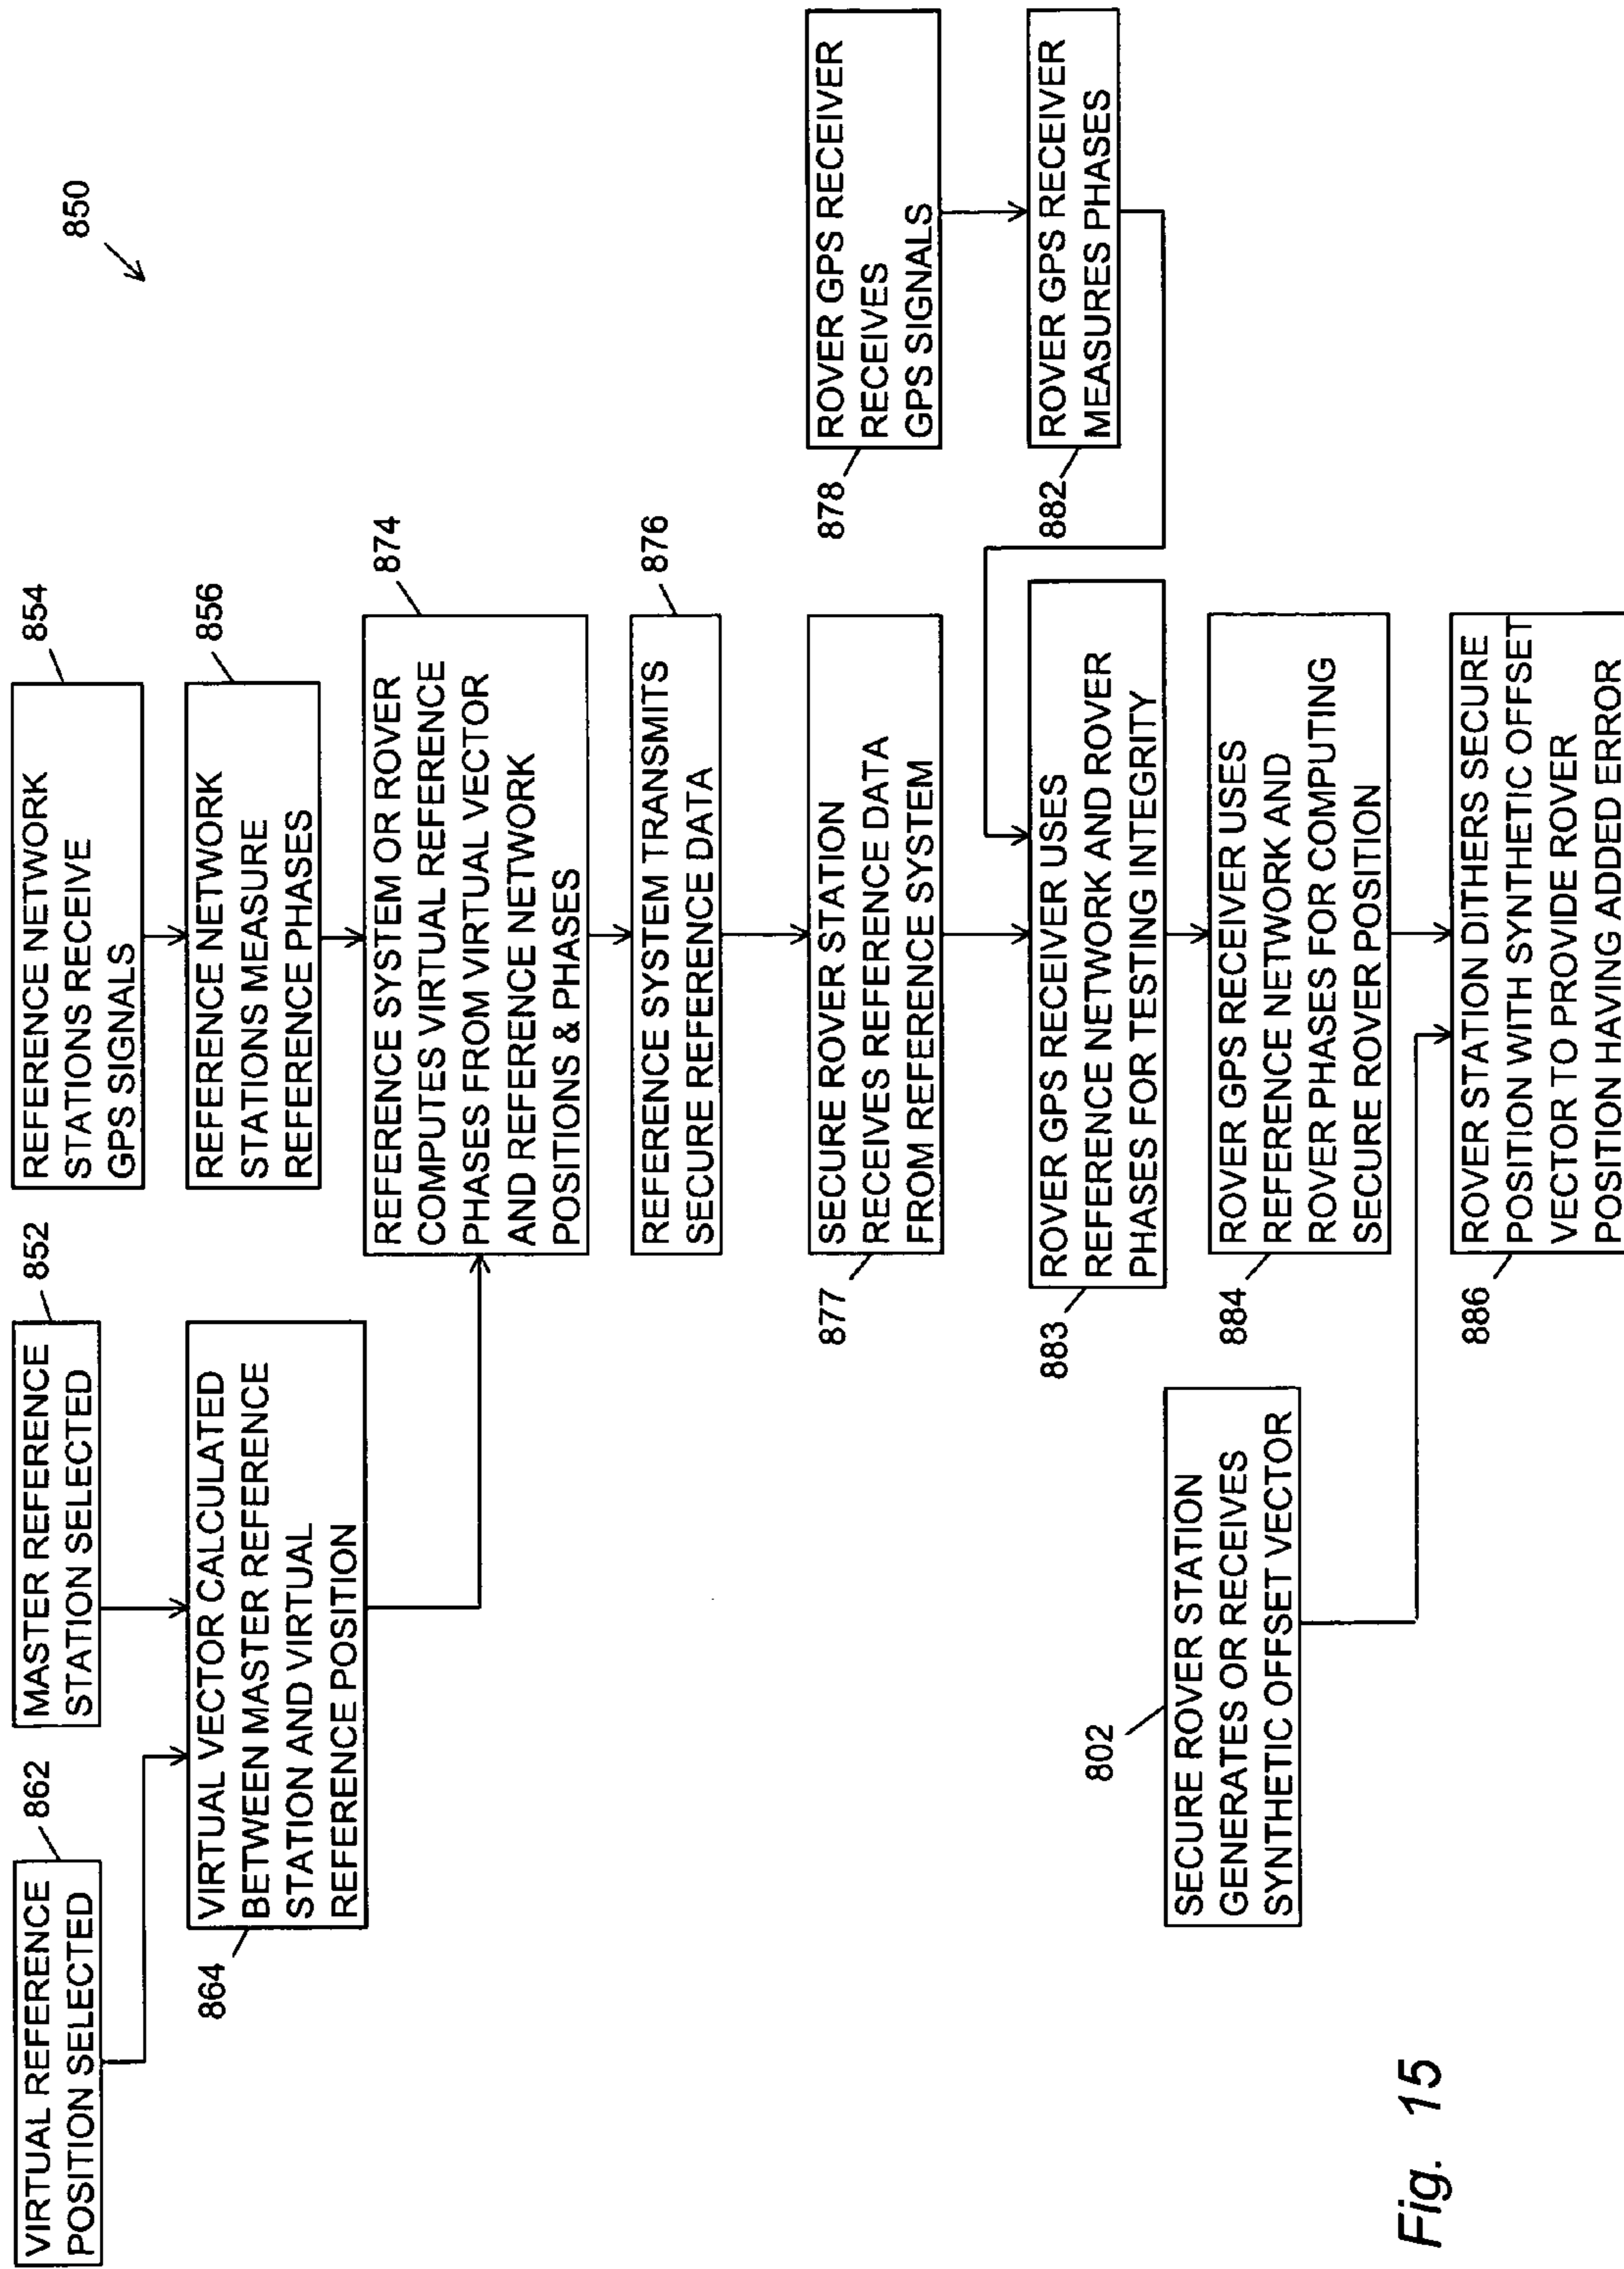 850
862
VIRTUAL REFERENCE
POSITION SELECTED
852
MASTER REFERENCE
STATION SELECTED
854
REFERENCE NETWORK
STATIONS RECEIVE
GPS SIGNALS
864
VIRTUAL VECTOR CALCULATED
BETWEEN MASTER REFERENCE
STATION AND VIRTUAL
REFERENCE POSITION
856
REFERENCE NETWORK
STATIONS MEASURE
REFERENCE PHASES
874
REFERENCE SYSTEM OR ROVER
COMPUTES VIRTUAL REFERENCE
PHASES FROM VIRTUAL VECTOR
AND REFERENCE NETWORK
POSITIONS & PHASES
876
REFERENCE SYSTEM TRANSMITS
SECURE REFERENCE DATA
877
SECURE ROVER STATION
RECEIVES REFERENCE DATA
FROM REFERENCE SYSTEM
878
ROVER GPS RECEIVER
RECEIVES
GPS SIGNALS
882
ROVER GPS RECEIVER
MEASURES PHASES
883
ROVER GPS RECEIVER USES
REFERENCE NETWORK AND ROVER
PHASES FOR TESTING INTEGRITY
802
SECURE ROVER STATION
GENERATES OR RECEIVES
SYNTHETIC OFFSET VECTOR
884
ROVER GPS RECEIVER USES
REFERENCE NETWORK AND
ROVER PHASES FOR COMPUTING
SECURE ROVER POSITION
886
ROVER STATION DITHERS SECURE
POSITION WITH SYNTHETIC OFFSET
VECTOR TO PROVIDE ROVER
POSITION HAVING ADDED ERROR
Fig. 15